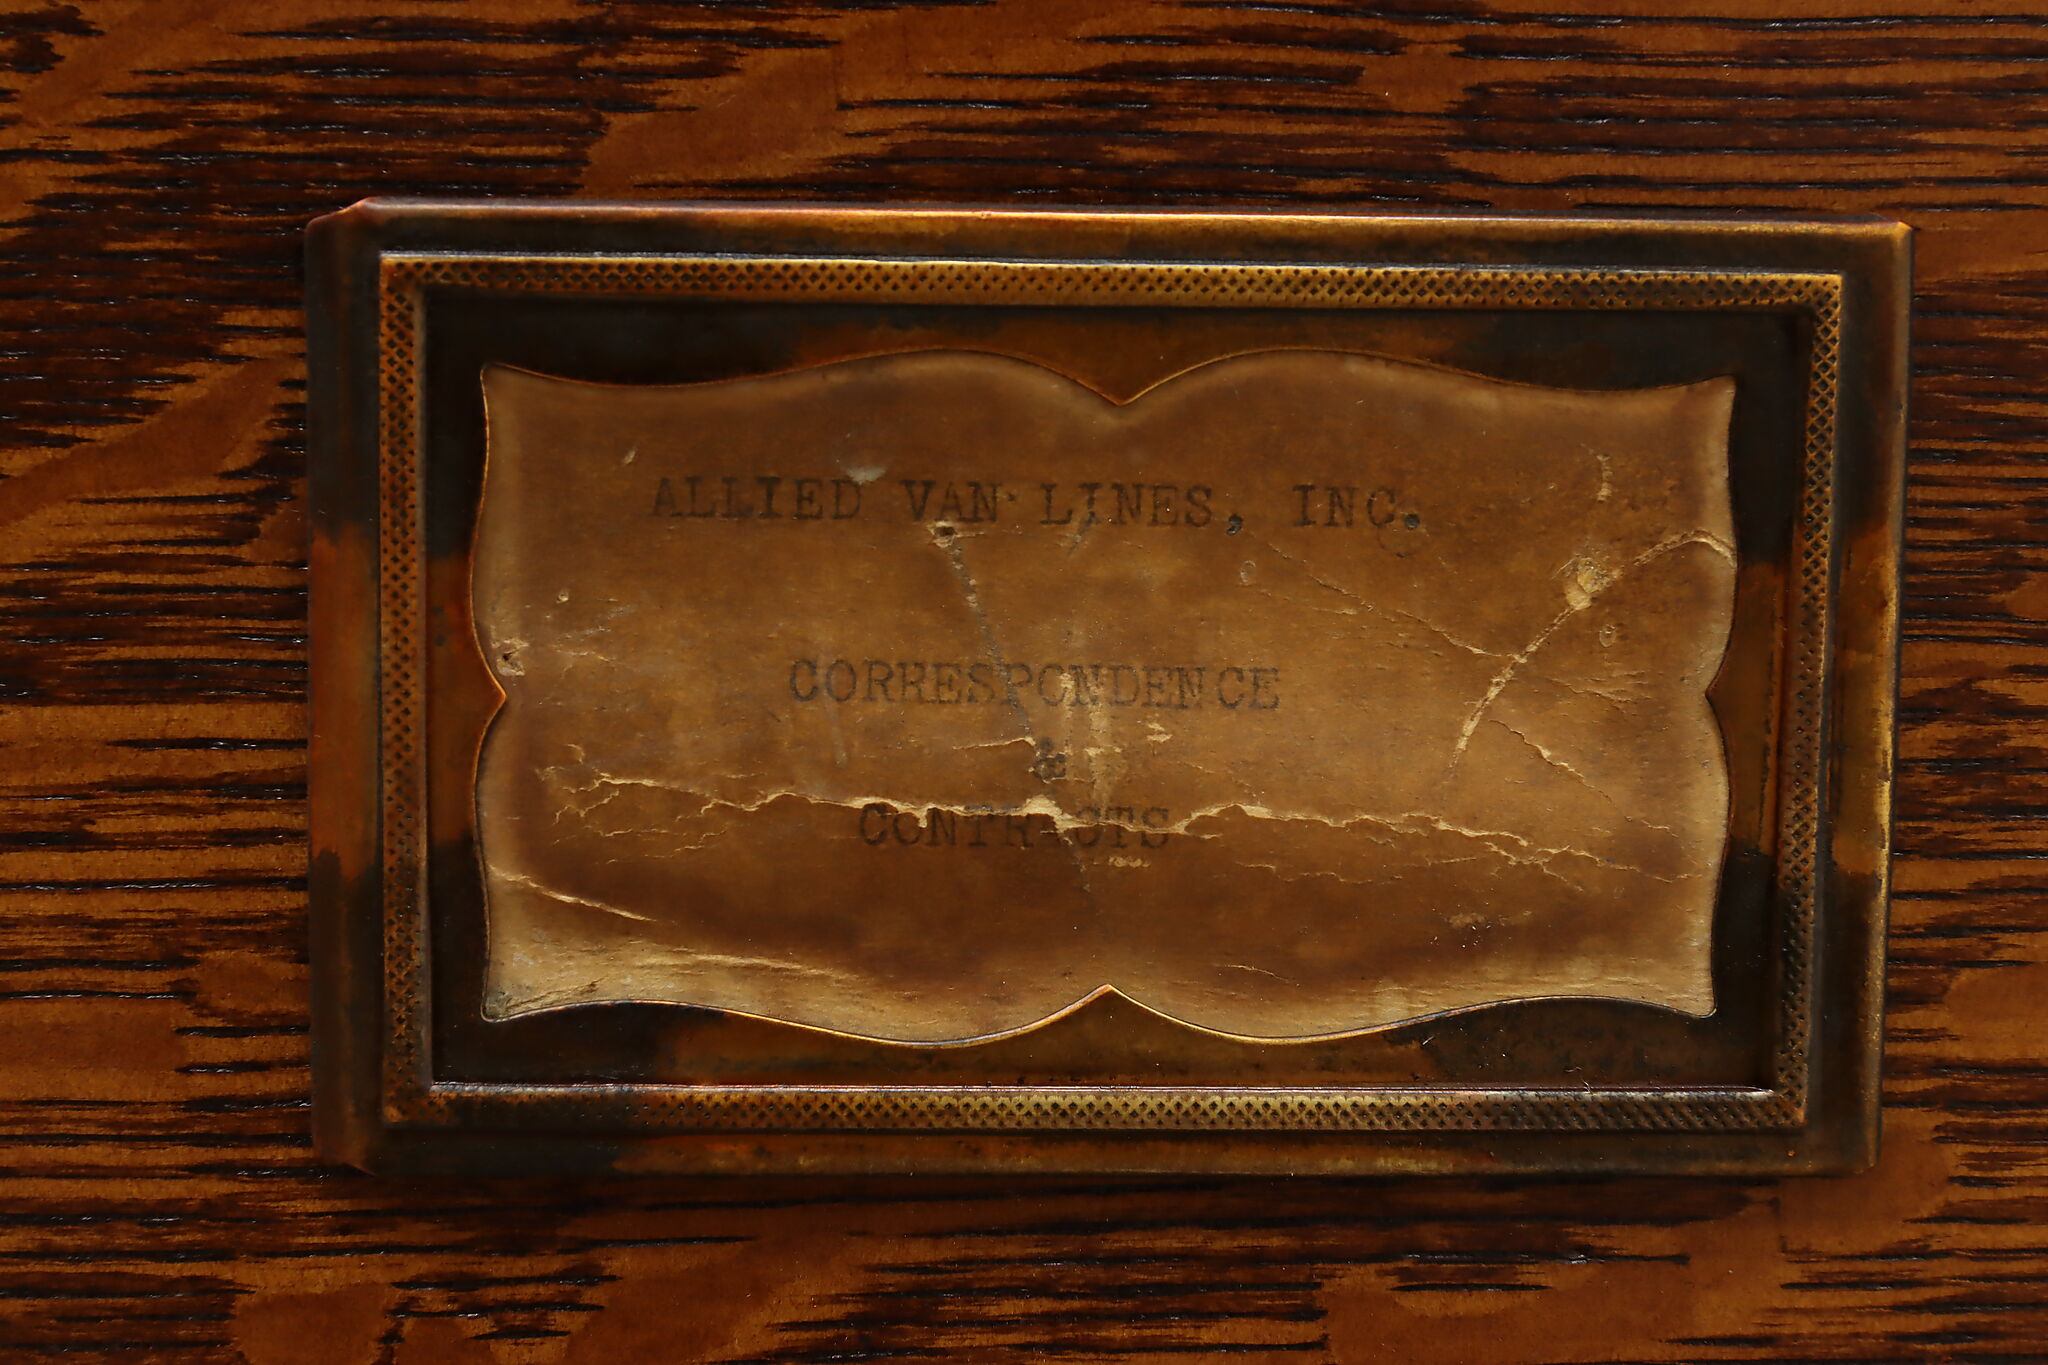 ALLIED VAN LINES, INC.
CORRESPONDENCE
&
CONTRACTS